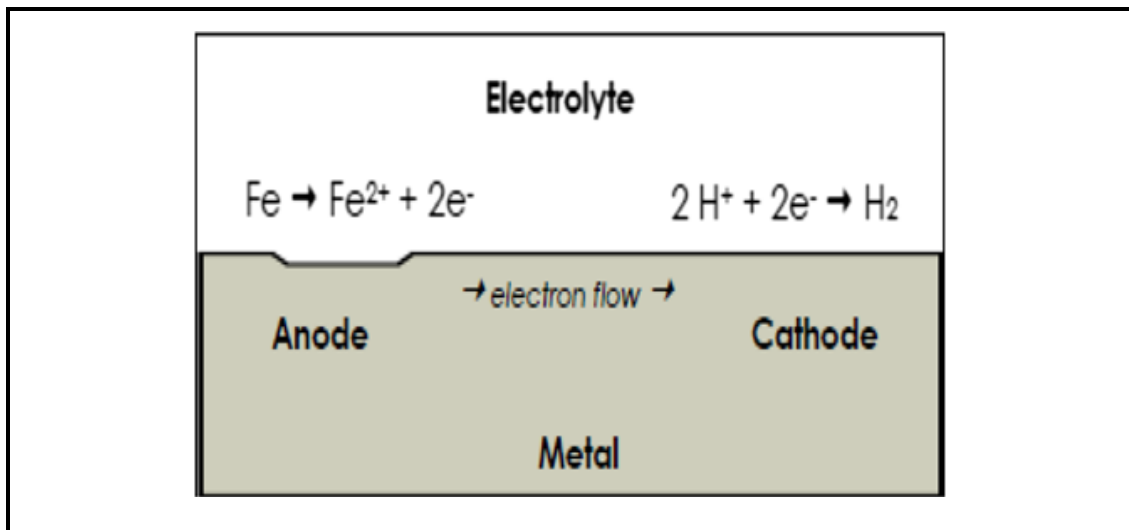 Electrolyte
Fe → Fe²⁺ + 2e⁻
2 H⁺ + 2e⁻ → H₂
→ electron flow →
Anode
Cathode
Metal